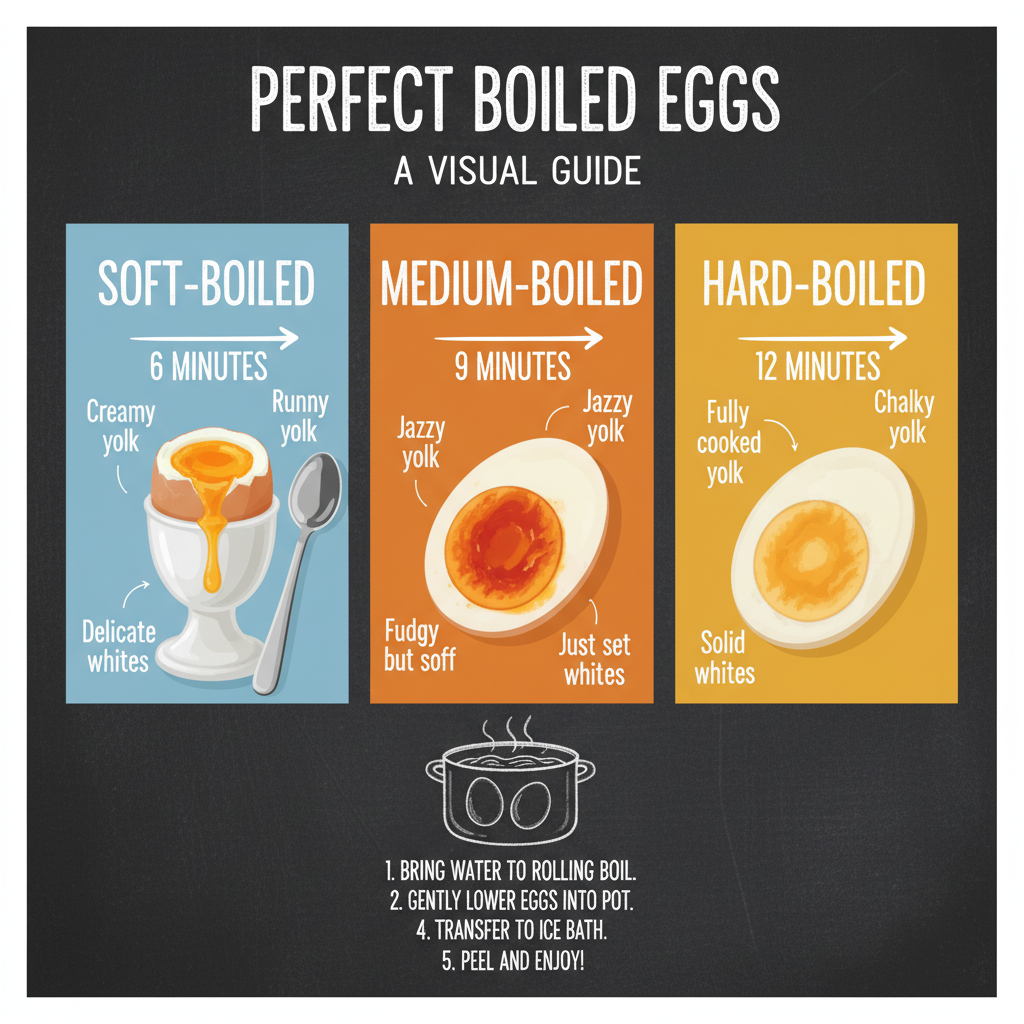 PERFECT BOILED EGGS
A VISUAL GUIDE
SOFT-BOILED
6 MINUTES
Creamy
yolk
Runny
yolk
Delicate
whites
MEDIUM-BOILED
9 MINUTES
Jazzy
yolk
Jazzy
yolk
Fudgy
but soff
Just set
whites
HARD-BOILED
12 MINUTES
Fully
cooked
yolk
Chalky
yolk
Solid
whites
1. BRING WATER TO ROLLING BOIL.
2. GENTLY LOWER EGGS INTO POT.
4. TRANSFER TO ICE BATH.
5. PEEL AND ENJOY!